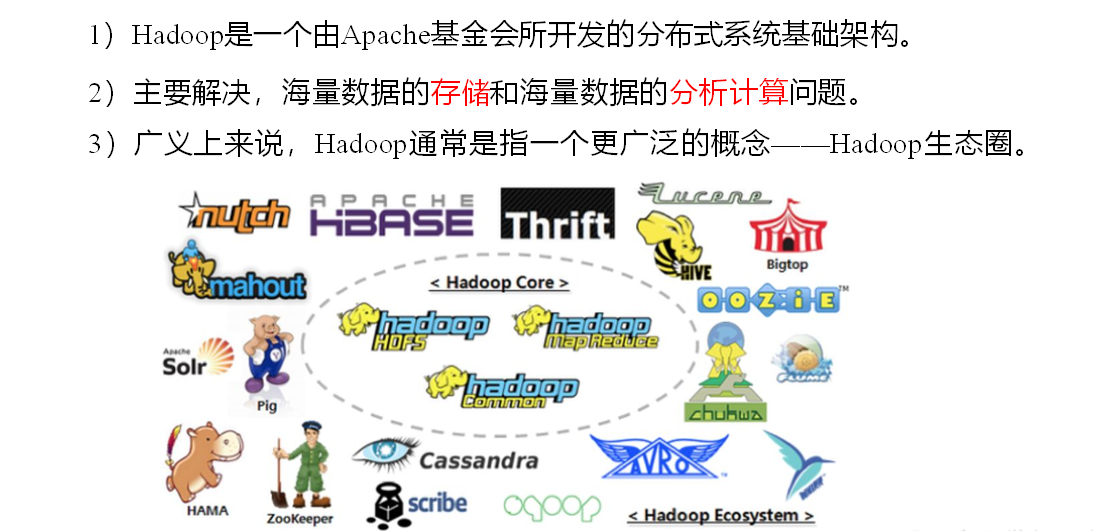 1）Hadoop是一个由Apache基金会所开发的分布式系统基础架构。
2）主要解决，海量数据的存储和海量数据的分析计算问题。
3）广义上来说，Hadoop通常是指一个更广泛的概念——Hadoop生态圈。
nutch
APACHE
HBASE
Thrift
Lucene
HIVE
Bigtop
mahout
< Hadoop Core >
OOZiE™
hadoop
HDFS
hadoop
MapReduce
Apache
Solr
Pig
hadoop
Common
chukwa
flume
HAMA
ZooKeeper
Cassandra
AVRO
scribe
sqoop
< Hadoop Ecosystem >